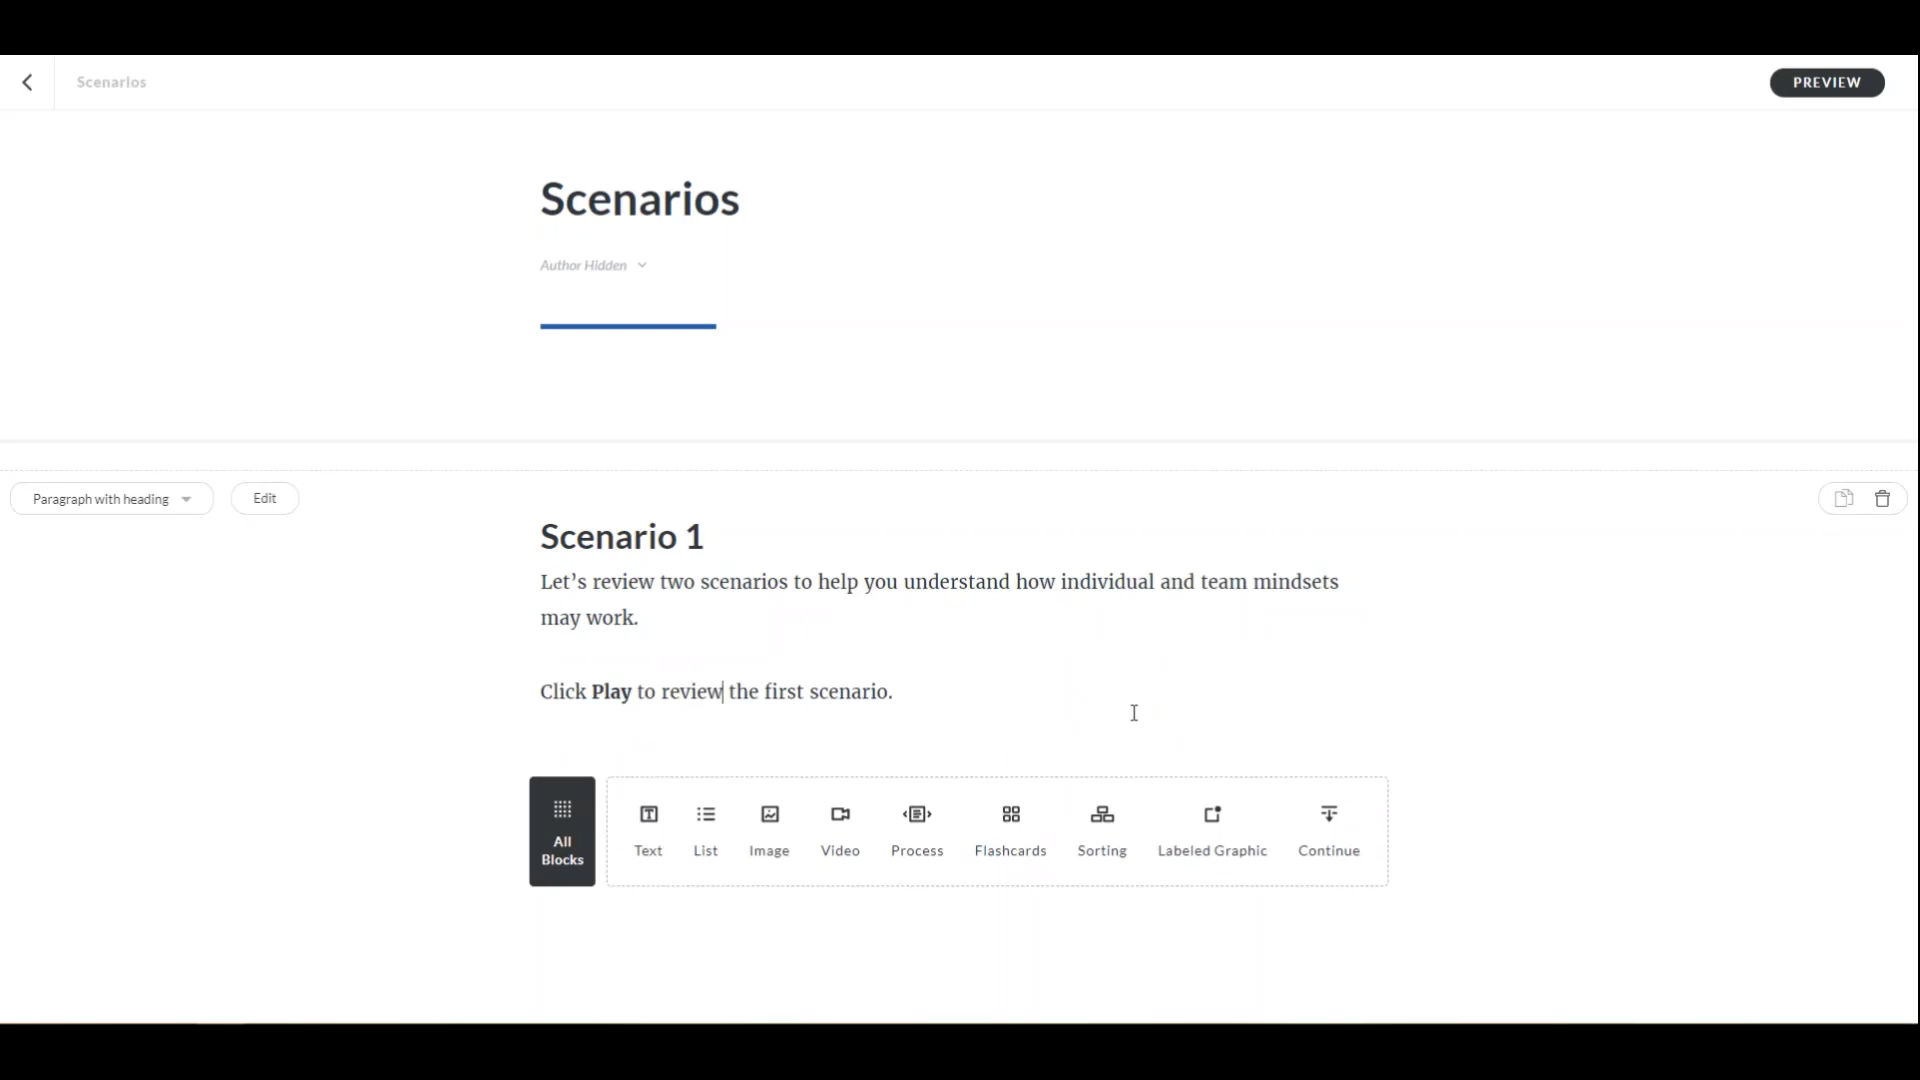 Scenarios
PREVIEW
Scenarios
Author Hidden
Paragraph with heading
Edit
Scenario 1
Let’s review two scenarios to help you understand how individual and team mindsets
may work.
Click Play to review the first scenario.
All
Blocks
Text
List
Image
Video
Process
Flashcards
Sorting
Labeled Graphic
Continue